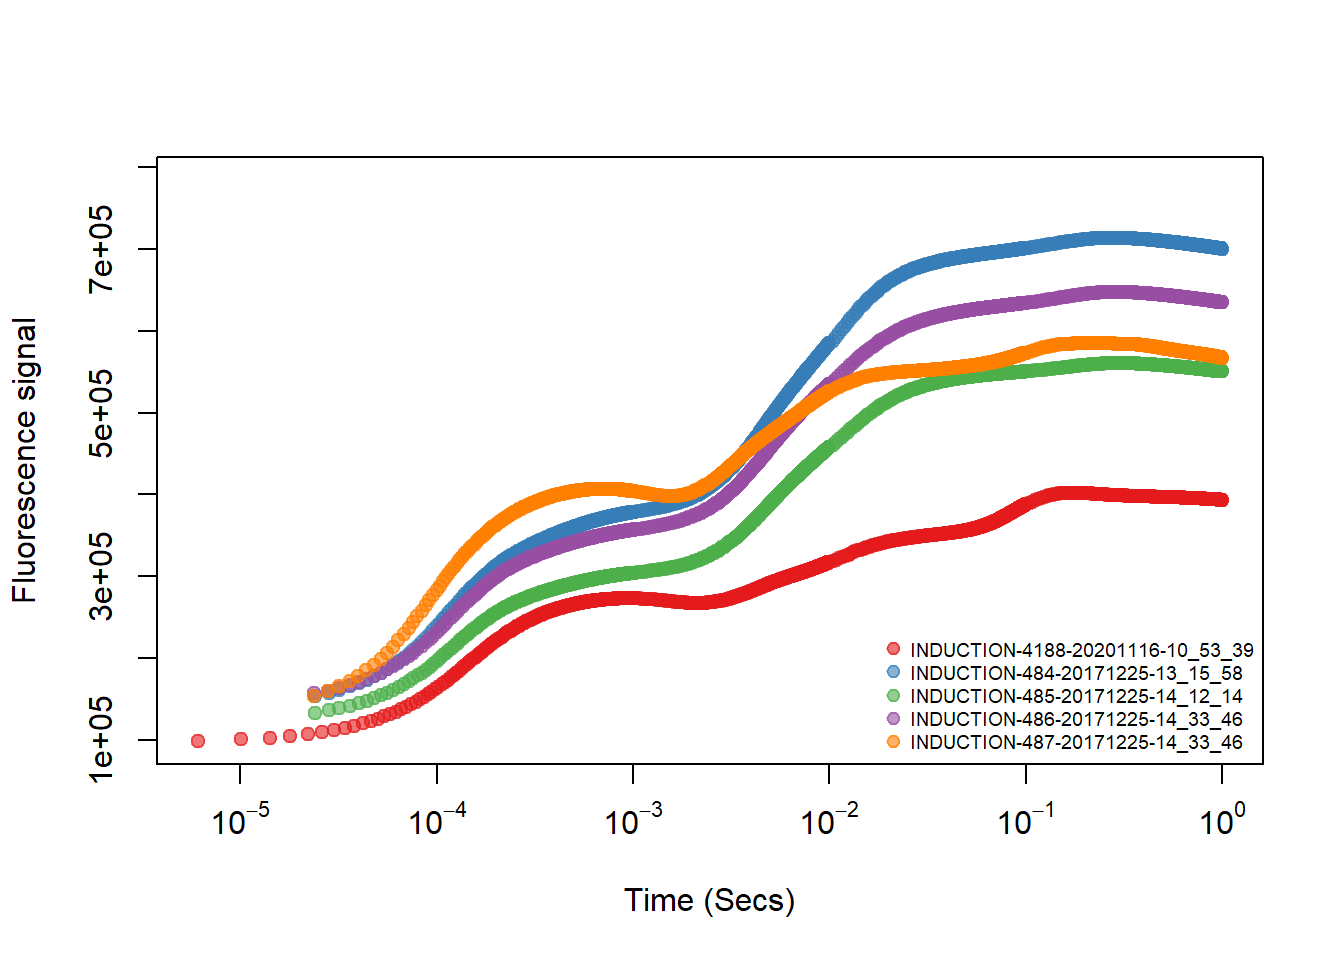 Fluorescence signal
7e+05
5e+05
3e+05
1e+05
INDUCTION-4188-20201116-10_53_39
INDUCTION-484-20171225-13_15_58
INDUCTION-485-20171225-14_12_14
INDUCTION-486-20171225-14_33_46
INDUCTION-487-20171225-14_33_46
10⁻⁵ 10⁻⁴ 10⁻³ 10⁻² 10⁻¹ 10⁰
Time (Secs)